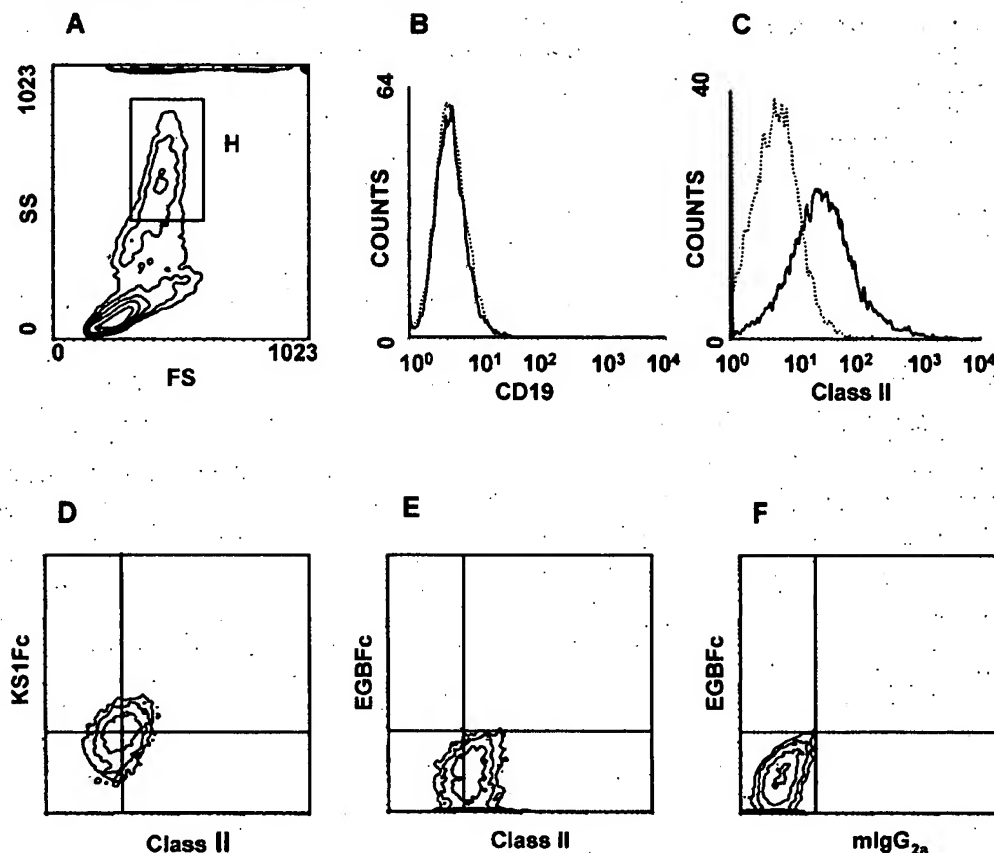 A
1023
SS
0
H
0
1023
FS
B
64
COUNTS
0
10⁰ 10¹ 10² 10³ 10⁴
CD19
C
40
COUNTS
0
10⁰ 10¹ 10² 10³ 10⁴
Class II
D
KS1Fc
Class II
E
EGBFc
Class II
F
EGBFc
mIgG₂ₐ